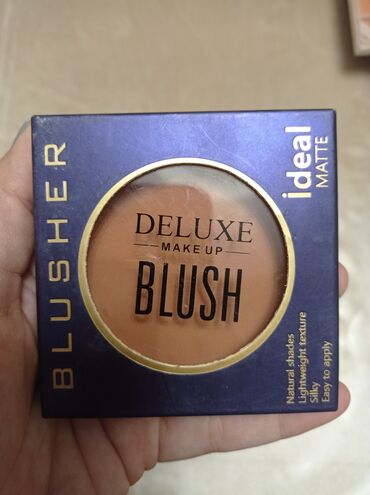 BLUSHER
DELUXE
MAKE UP
BLUSH
ideal
MATTE
Natural shades
Lightweight texture
Silky
Easy to apply